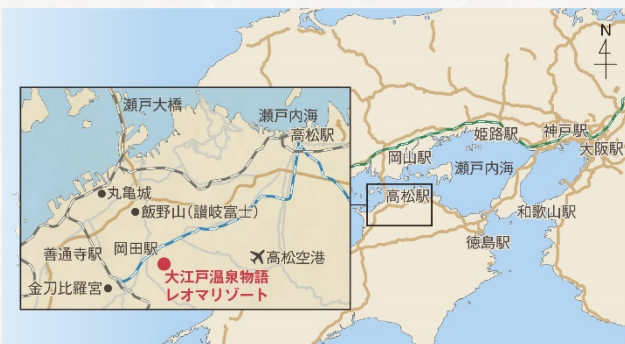 N
瀬戸大橋
瀬戸内海
高松駅
丸亀城
飯野山(讃岐富士)
岡田駅
善通寺駅
高松空港
大江戸温泉物語
レオマリゾート
金刀比羅宮
姫路駅
神戸駅
大阪駅
岡山駅
瀬戸内海
高松駅
和歌山駅
徳島駅